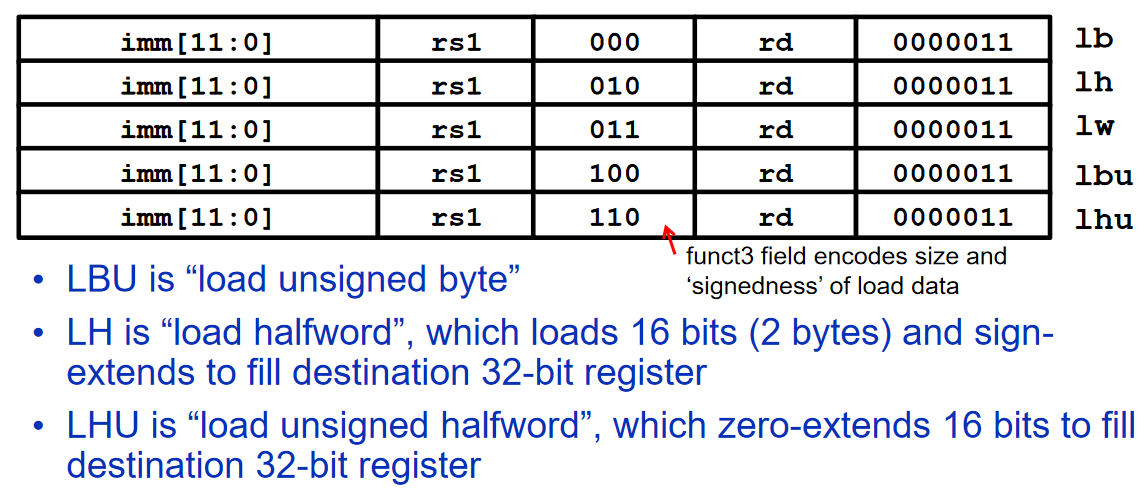 imm[11:0] rs1 000 rd 0000011 lb
imm[11:0] rs1 010 rd 0000011 lh
imm[11:0] rs1 011 rd 0000011 lw
imm[11:0] rs1 100 rd 0000011 lbu
imm[11:0] rs1 110 rd 0000011 lhu
funct3 field encodes size and
‘signedness’ of load data
• LBU is “load unsigned byte”
• LH is “load halfword”, which loads 16 bits (2 bytes) and sign-
extends to fill destination 32-bit register
• LHU is “load unsigned halfword”, which zero-extends 16 bits to fill
destination 32-bit register